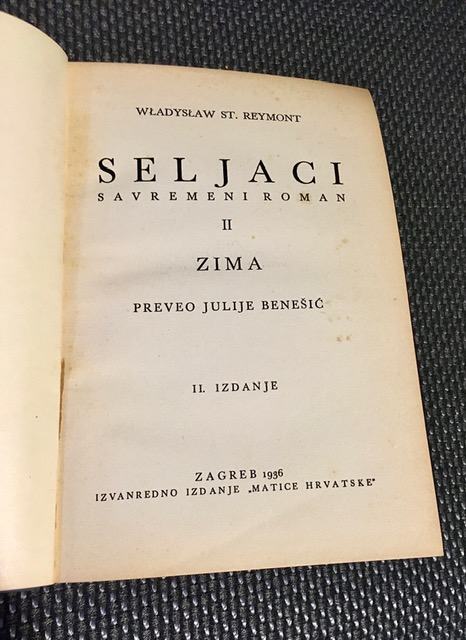 WŁADYSŁAW ST. REYMONT
SELJACI
SAVREMENI ROMAN
II
ZIMA
PREVEO JULIJE BENEŠIĆ
II. IZDANJE
ZAGREB 1936
IZVANREDNO IZDANJE „MATICE HRVATSKE"